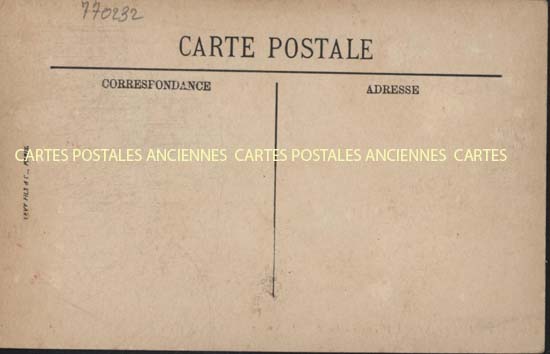 770232
CARTE POSTALE
CORRESPONDANCE
ADRESSE
CARTES POSTALES ANCIENNES CARTES POSTALES ANCIENNES CARTES